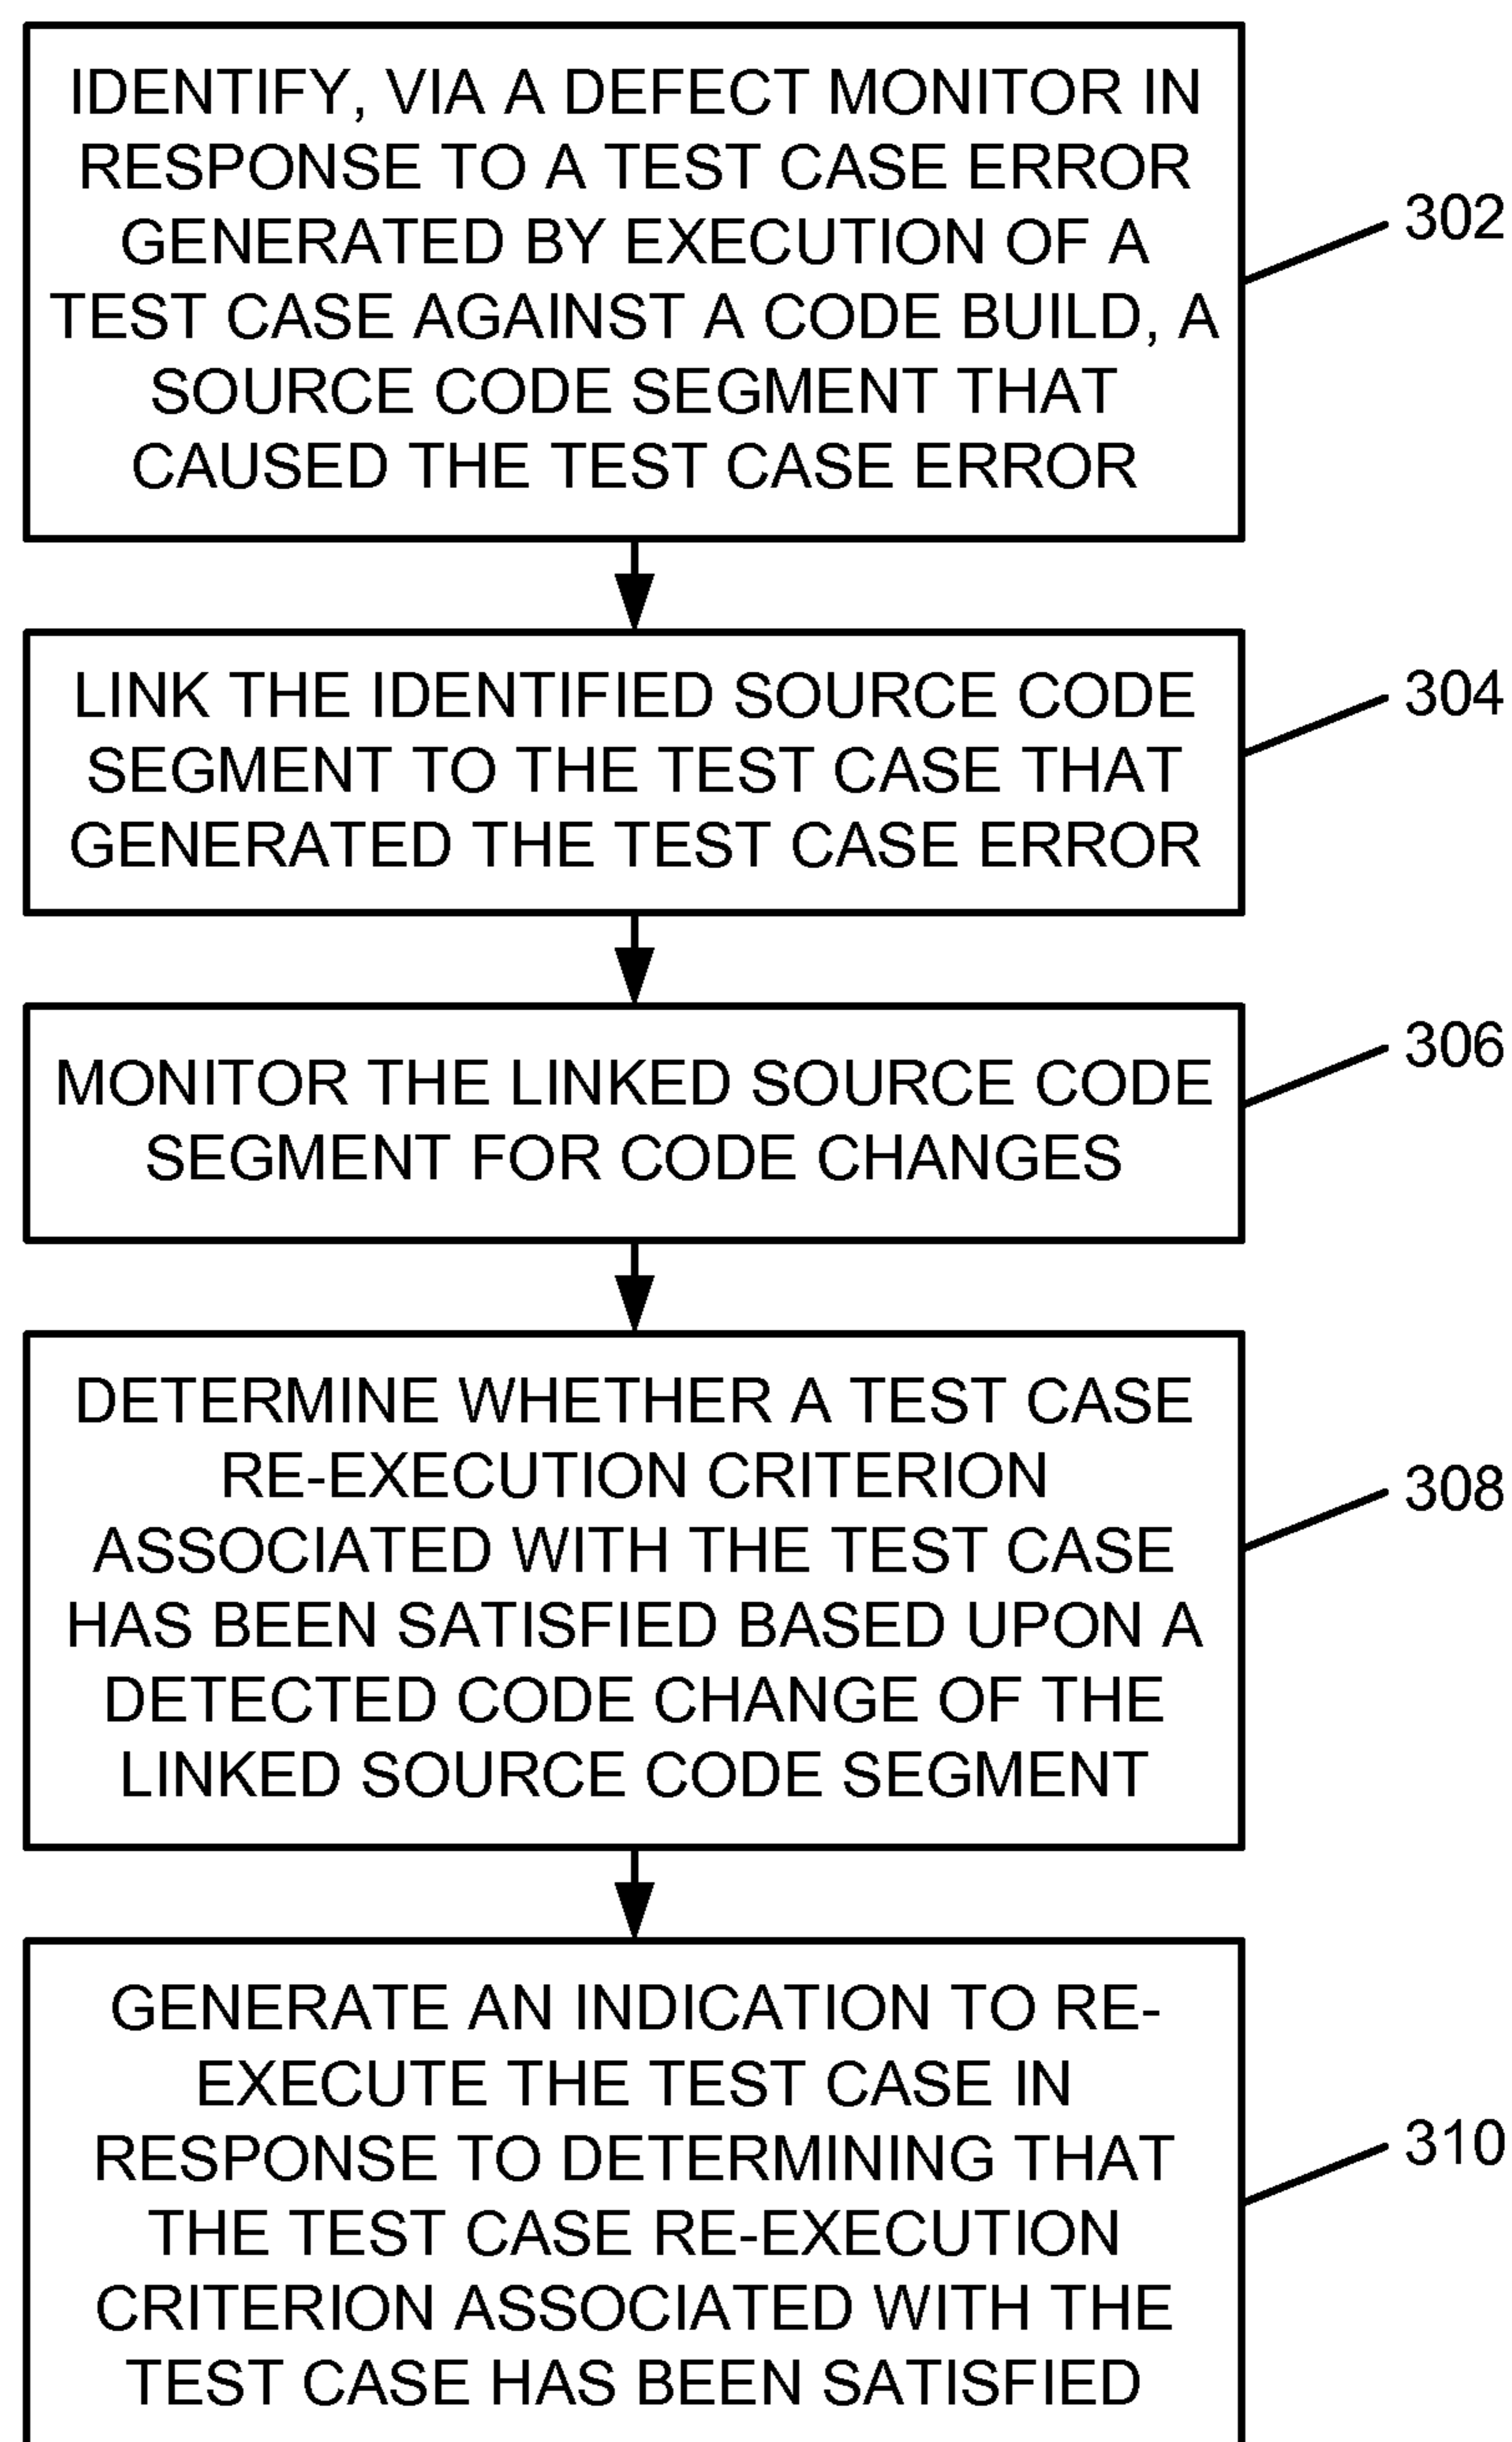 IDENTIFY, VIA A DEFECT MONITOR IN
RESPONSE TO A TEST CASE ERROR
GENERATED BY EXECUTION OF A
TEST CASE AGAINST A CODE BUILD, A
SOURCE CODE SEGMENT THAT
CAUSED THE TEST CASE ERROR
302
LINK THE IDENTIFIED SOURCE CODE
SEGMENT TO THE TEST CASE THAT
GENERATED THE TEST CASE ERROR
304
MONITOR THE LINKED SOURCE CODE
SEGMENT FOR CODE CHANGES
306
DETERMINE WHETHER A TEST CASE
RE-EXECUTION CRITERION
ASSOCIATED WITH THE TEST CASE
HAS BEEN SATISFIED BASED UPON A
DETECTED CODE CHANGE OF THE
LINKED SOURCE CODE SEGMENT
308
GENERATE AN INDICATION TO RE-
EXECUTE THE TEST CASE IN
RESPONSE TO DETERMINING THAT
THE TEST CASE RE-EXECUTION
CRITERION ASSOCIATED WITH THE
TEST CASE HAS BEEN SATISFIED
310